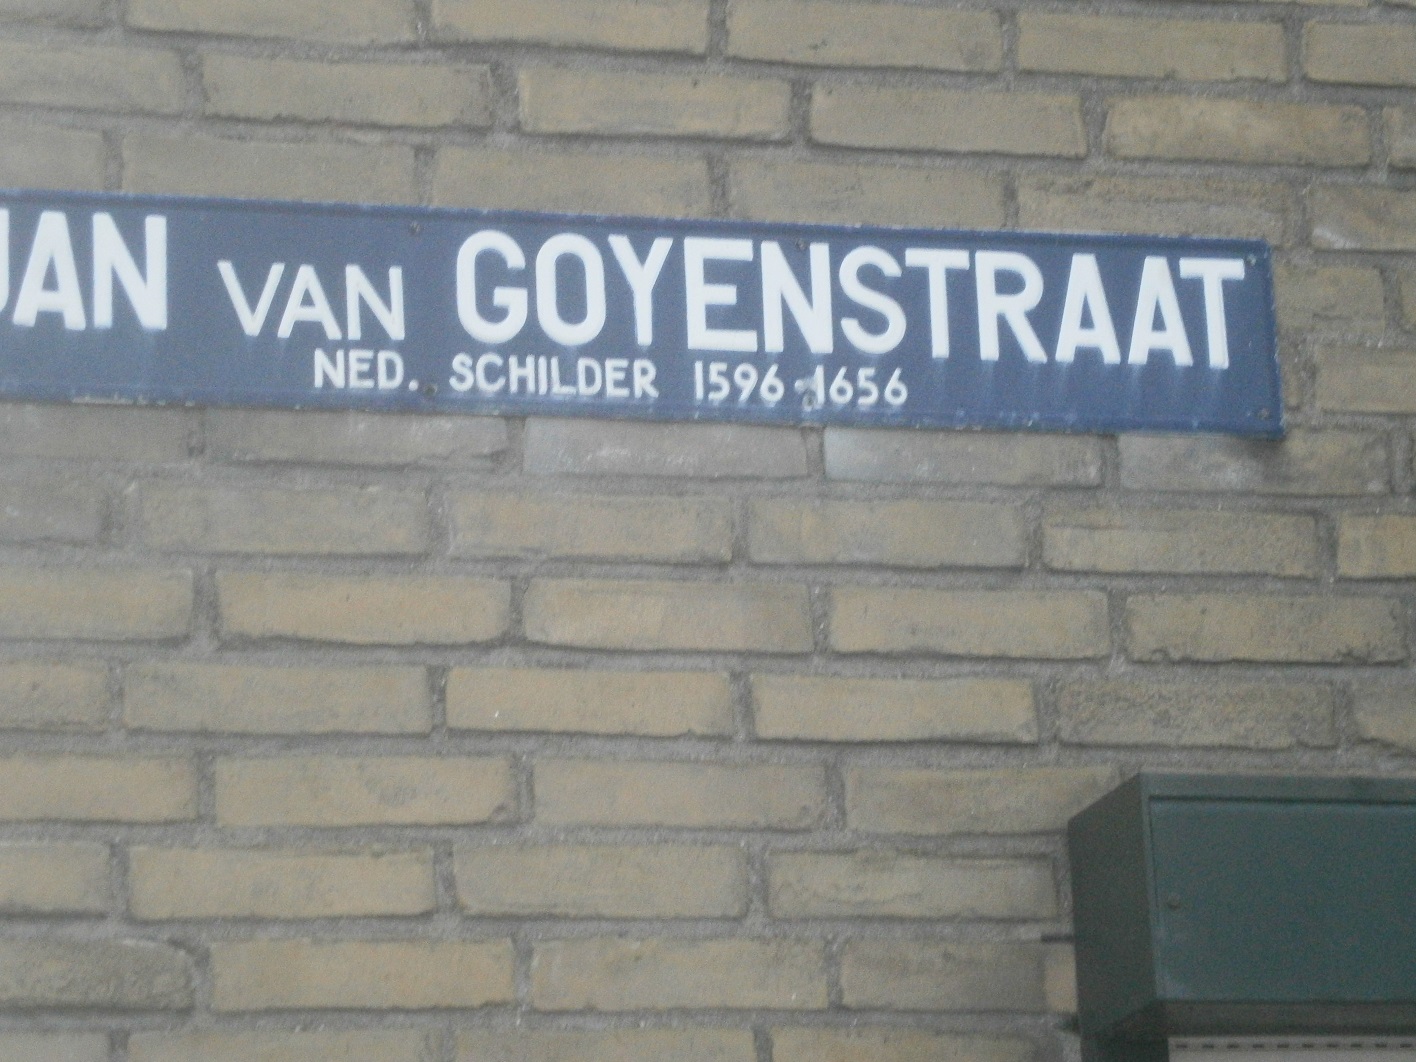 JAN VAN GOYENSTRAAT
NED. SCHILDER 1596-1656